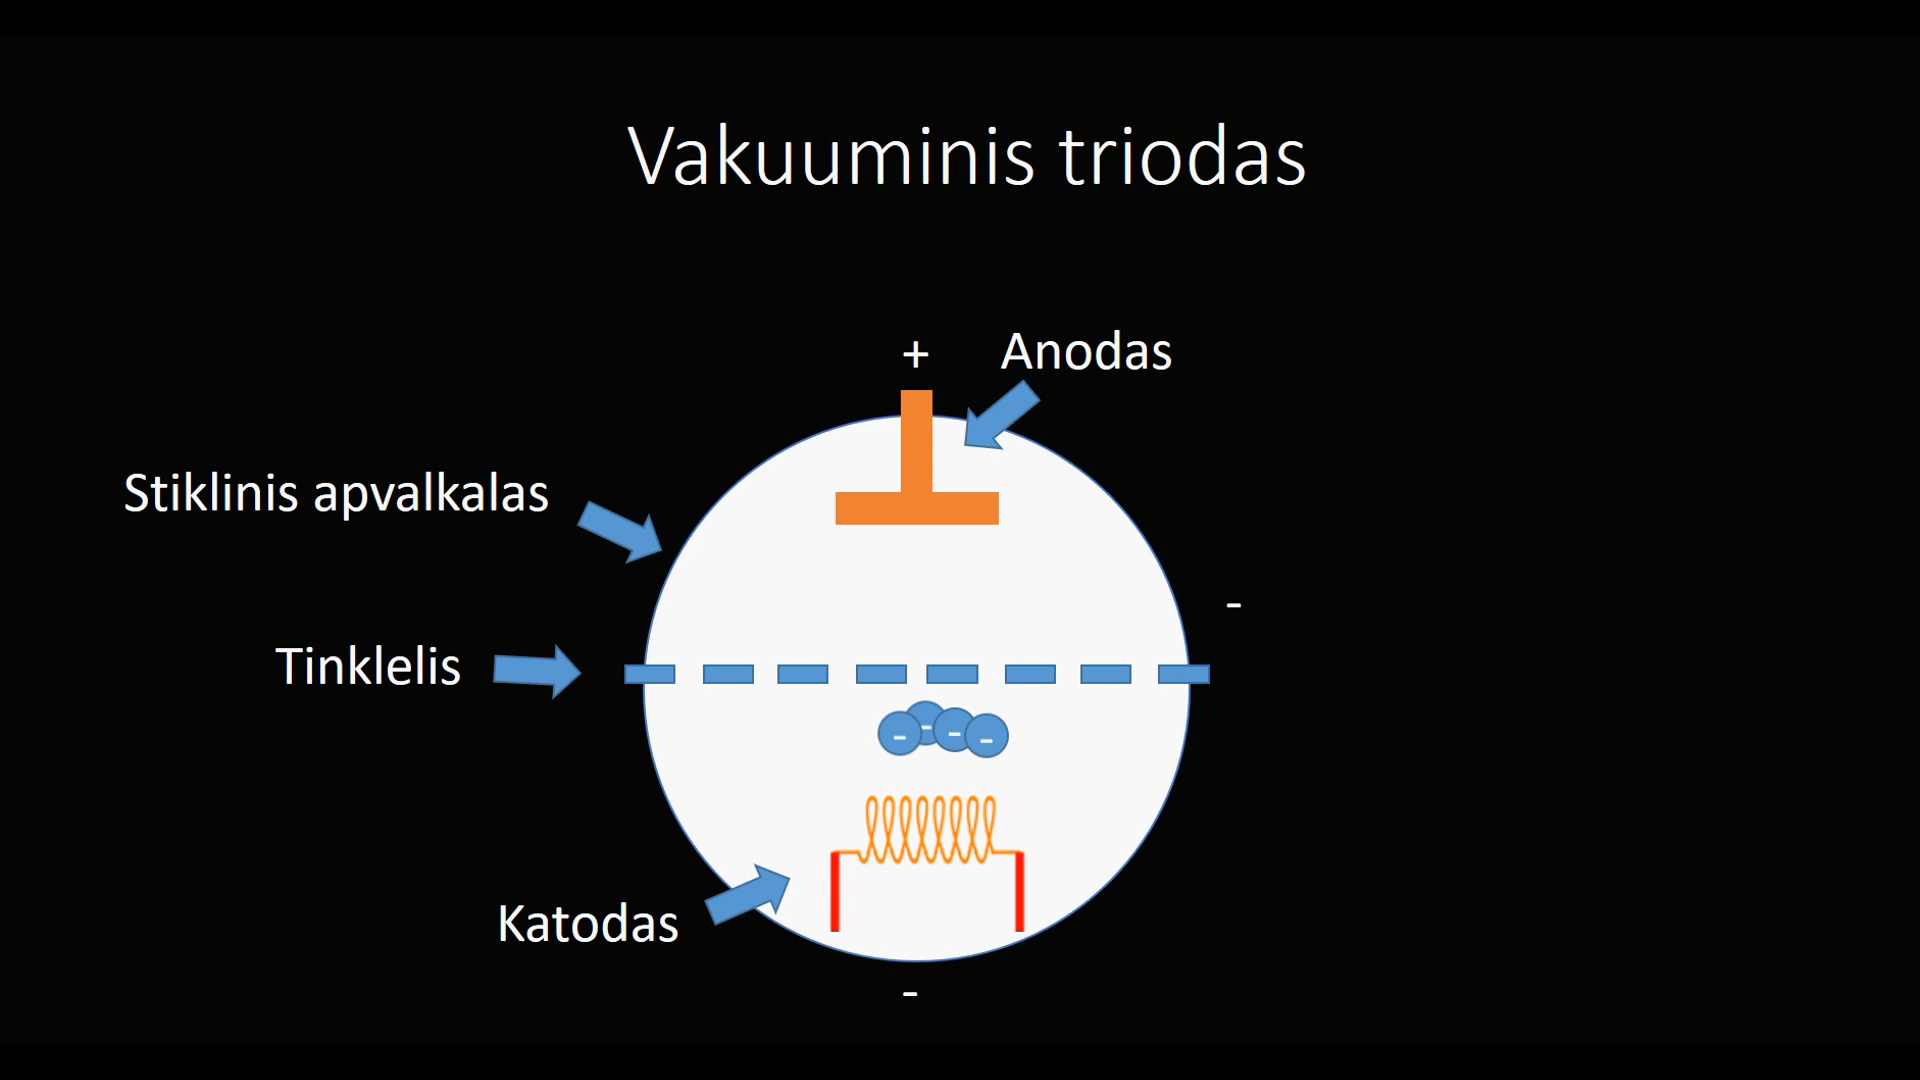 Vakuuminis triodas
+ Anodas
Stiklinis apvalkalas
-
Tinklelis
- - - -
Katodas
-